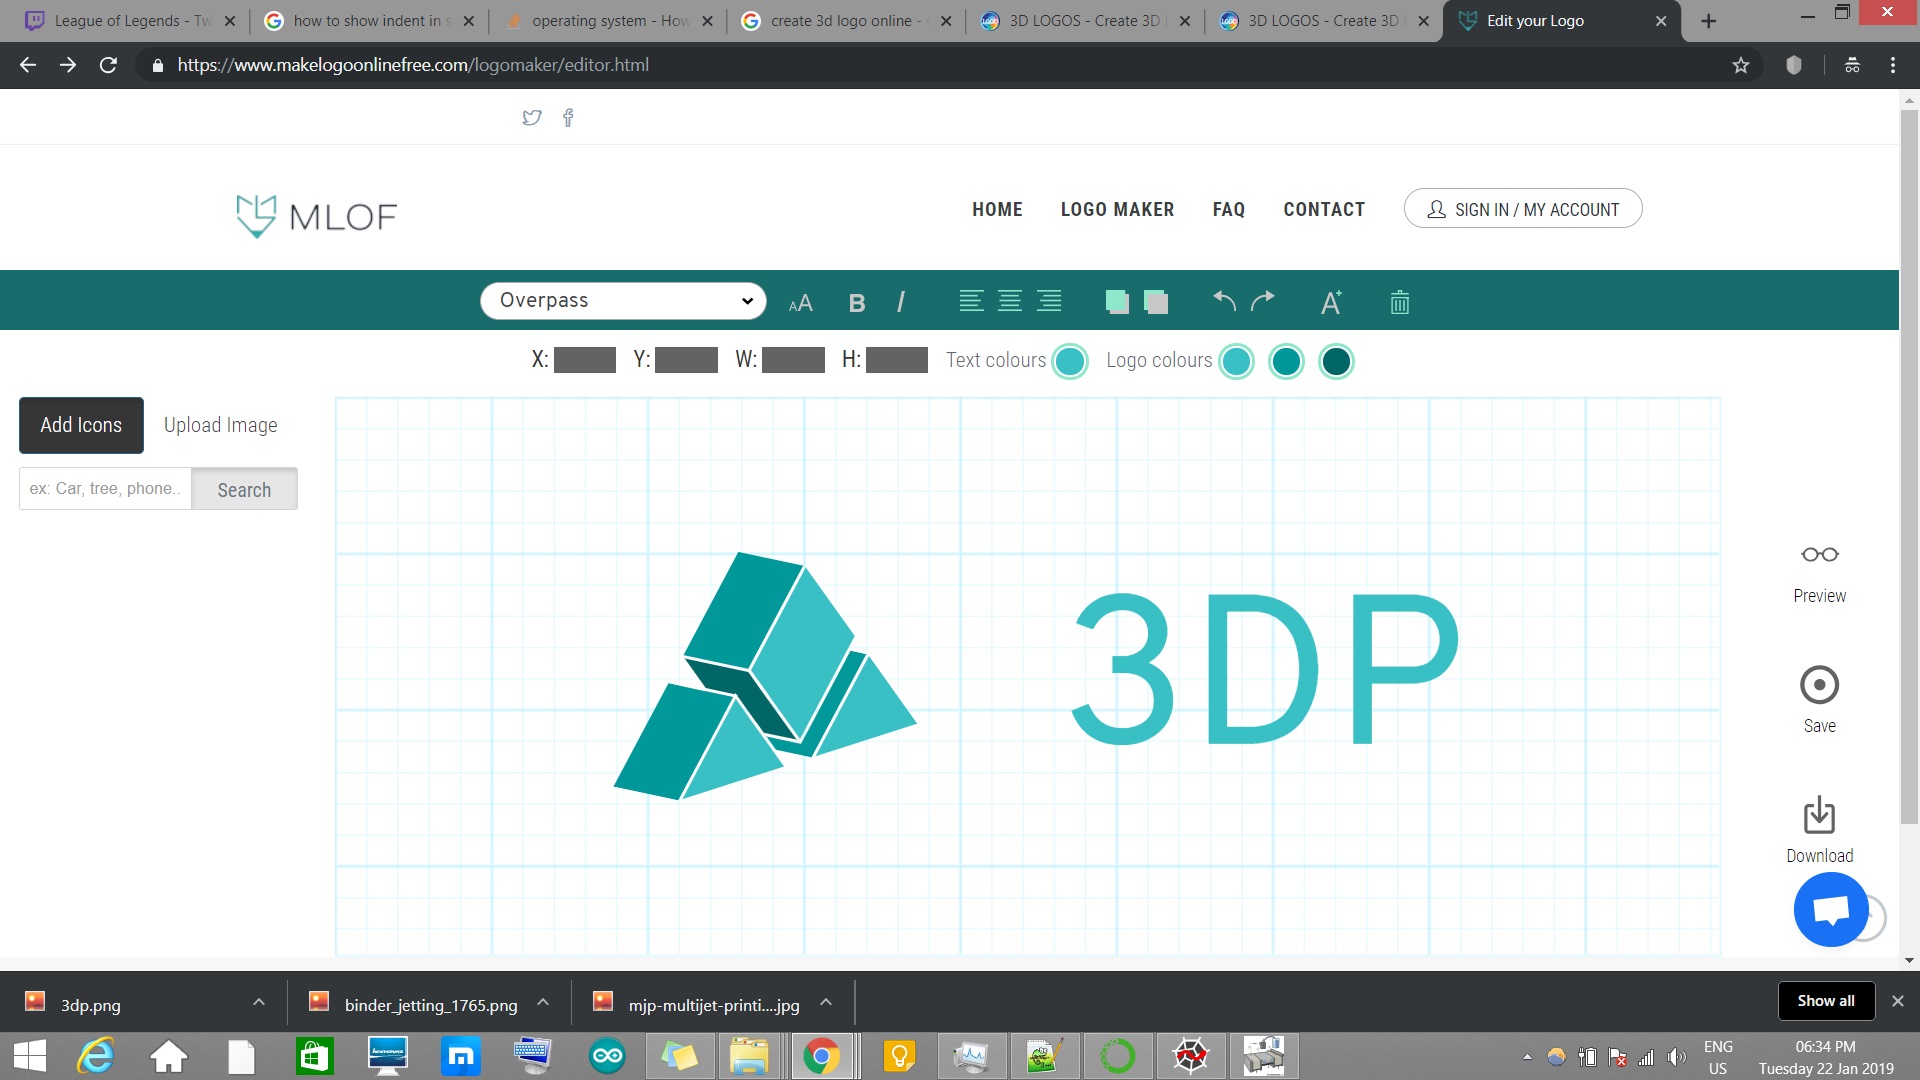 League of Legends - Tw
how to show indent in s
operating system - How
create 3d logo online -
3D LOGOS - Create 3D
3D LOGOS - Create 3D
Edit your Logo
https://www.makelogoonlinefree.com/logomaker/editor.html
MLOF
HOME
LOGO MAKER
FAQ
CONTACT
SIGN IN / MY ACCOUNT
Overpass
AA
B
I
A+
X:
Y:
W:
H:
Text colours
Logo colours
Add Icons
Upload Image
ex: Car, tree, phone..
Search
3DP
Preview
Save
Download
3dp.png
binder_jetting_1765.png
mjp-multijet-printi....jpg
Show all
ENG
US
06:34 PM
Tuesday 22 Jan 2019